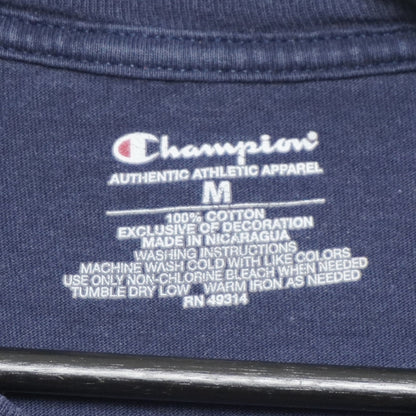 Champion
AUTHENTIC ATHLETIC APPAREL
M
100% COTTON
EXCLUSIVE OF DECORATION
MADE IN NICARAGUA
WASHING INSTRUCTIONS
MACHINE WASH COLD WITH LIKE COLORS
USE ONLY NON-CHLORINE BLEACH WHEN NEEDED
TUMBLE DRY LOW WARM IRON AS NEEDED
RN 49314